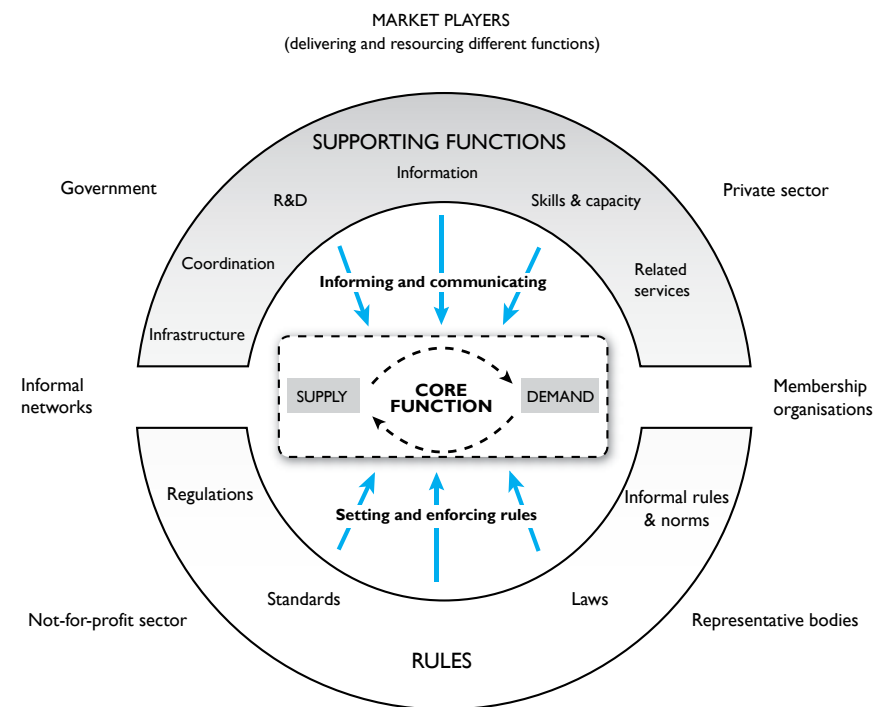 MARKET PLAYERS
(delivering and resourcing different functions)
SUPPORTING FUNCTIONS
Information
Government
Private sector
R&D
Skills & capacity
Coordination
Related
services
Informing and communicating
Infrastructure
Informal
networks
SUPPLY
CORE
FUNCTION
DEMAND
Membership
organisations
Regulations
Informal rules
& norms
Setting and enforcing rules
Standards
Laws
Not-for-profit sector
Representative bodies
RULES